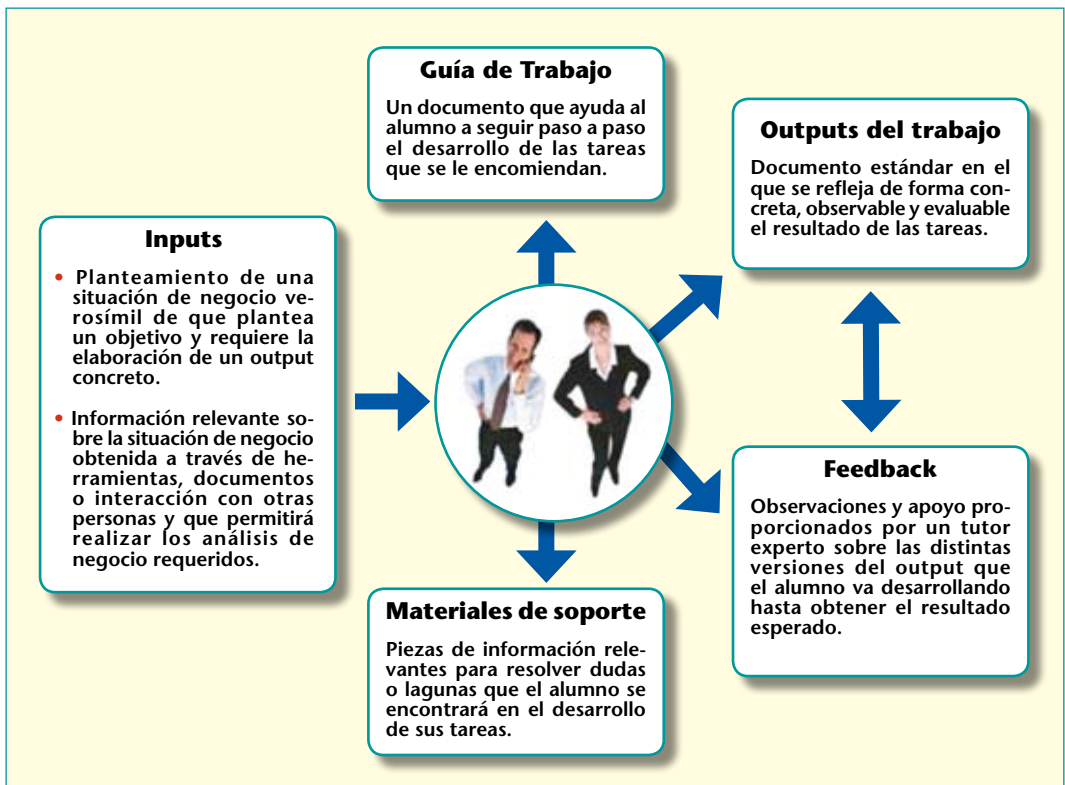 Guía de Trabajo
Un documento que ayuda al
alumno a seguir paso a paso
el desarrollo de las tareas
que se le encomiendan.
Outputs del trabajo
Documento estándar en el
que se refleja de forma con-
creta, observable y evaluable
el resultado de las tareas.
Inputs
• Planteamiento de una
situación de negocio ve-
rosímil de que plantea
un objetivo y requiere la
elaboración de un output
concreto.
• Información relevante so-
bre la situación de negocio
obtenida a través de he-
rramientas, documentos
o interacción con otras
personas y que permitirá
realizar los análisis de
negocio requeridos.
Feedback
Observaciones y apoyo pro-
porcionados por un tutor
experto sobre las distintas
versiones del output que
el alumno va desarrollando
hasta obtener el resultado
esperado.
Materiales de soporte
Piezas de información rele-
vantes para resolver dudas
o lagunas que el alumno se
encontrará en el desarrollo
de sus tareas.